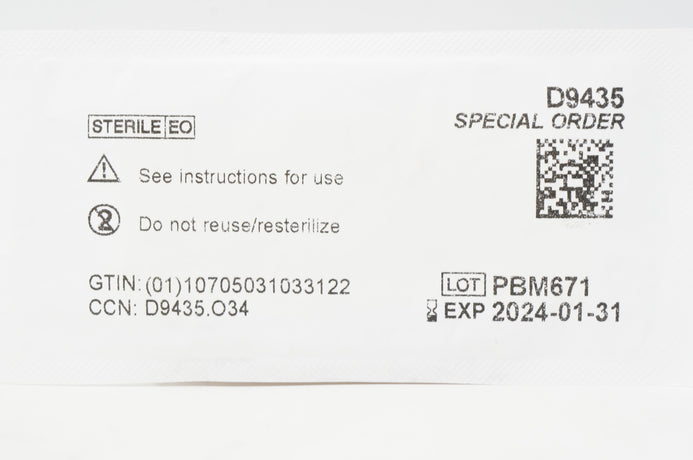 D9435
SPECIAL ORDER
STERILE EO
See instructions for use
Do not reuse/resterilize
GTIN: (01)10705031033122
CCN: D9435.O34
LOT PBM671
EXP 2024-01-31